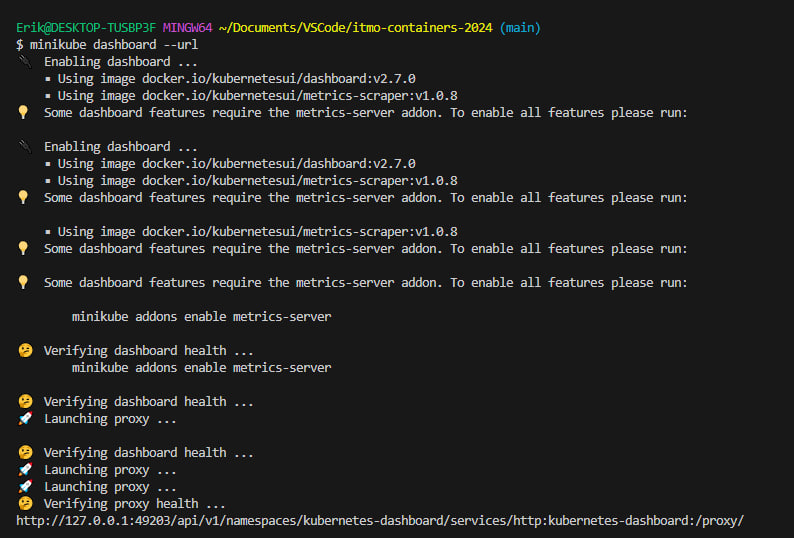 Erik@DESKTOP-TUSBP3F MINGW64 ~/Documents/VSCode/itmo-containers-2024 (main)
$ minikube dashboard --url
Enabling dashboard ...
▪ Using image docker.io/kubernetesui/dashboard:v2.7.0
▪ Using image docker.io/kubernetesui/metrics-scraper:v1.0.8
Some dashboard features require the metrics-server addon. To enable all features please run:
Enabling dashboard ...
▪ Using image docker.io/kubernetesui/dashboard:v2.7.0
▪ Using image docker.io/kubernetesui/metrics-scraper:v1.0.8
Some dashboard features require the metrics-server addon. To enable all features please run:
▪ Using image docker.io/kubernetesui/metrics-scraper:v1.0.8
Some dashboard features require the metrics-server addon. To enable all features please run:
Some dashboard features require the metrics-server addon. To enable all features please run:
minikube addons enable metrics-server
Verifying dashboard health ...
minikube addons enable metrics-server
Verifying dashboard health ...
Launching proxy ...
Verifying dashboard health ...
Launching proxy ...
Launching proxy ...
Verifying proxy health ...
http://127.0.0.1:49203/api/v1/namespaces/kubernetes-dashboard/services/http:kubernetes-dashboard:/proxy/